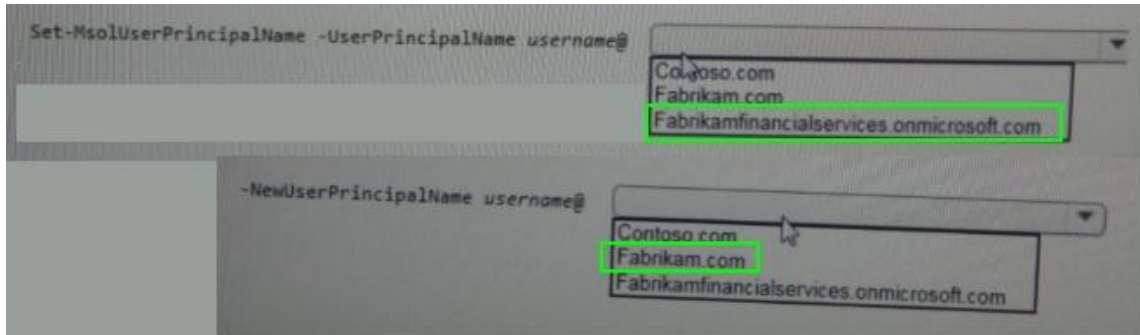 Set-MsolUserPrincipalName -UserPrincipalName username@
Contoso.com
Fabrikam.com
Fabrikamfinancialservices.onmicrosoft.com
-NewUserPrincipalName username@
Contoso.com
Fabrikam.com
Fabrikamfinancialservices.onmicrosoft.com